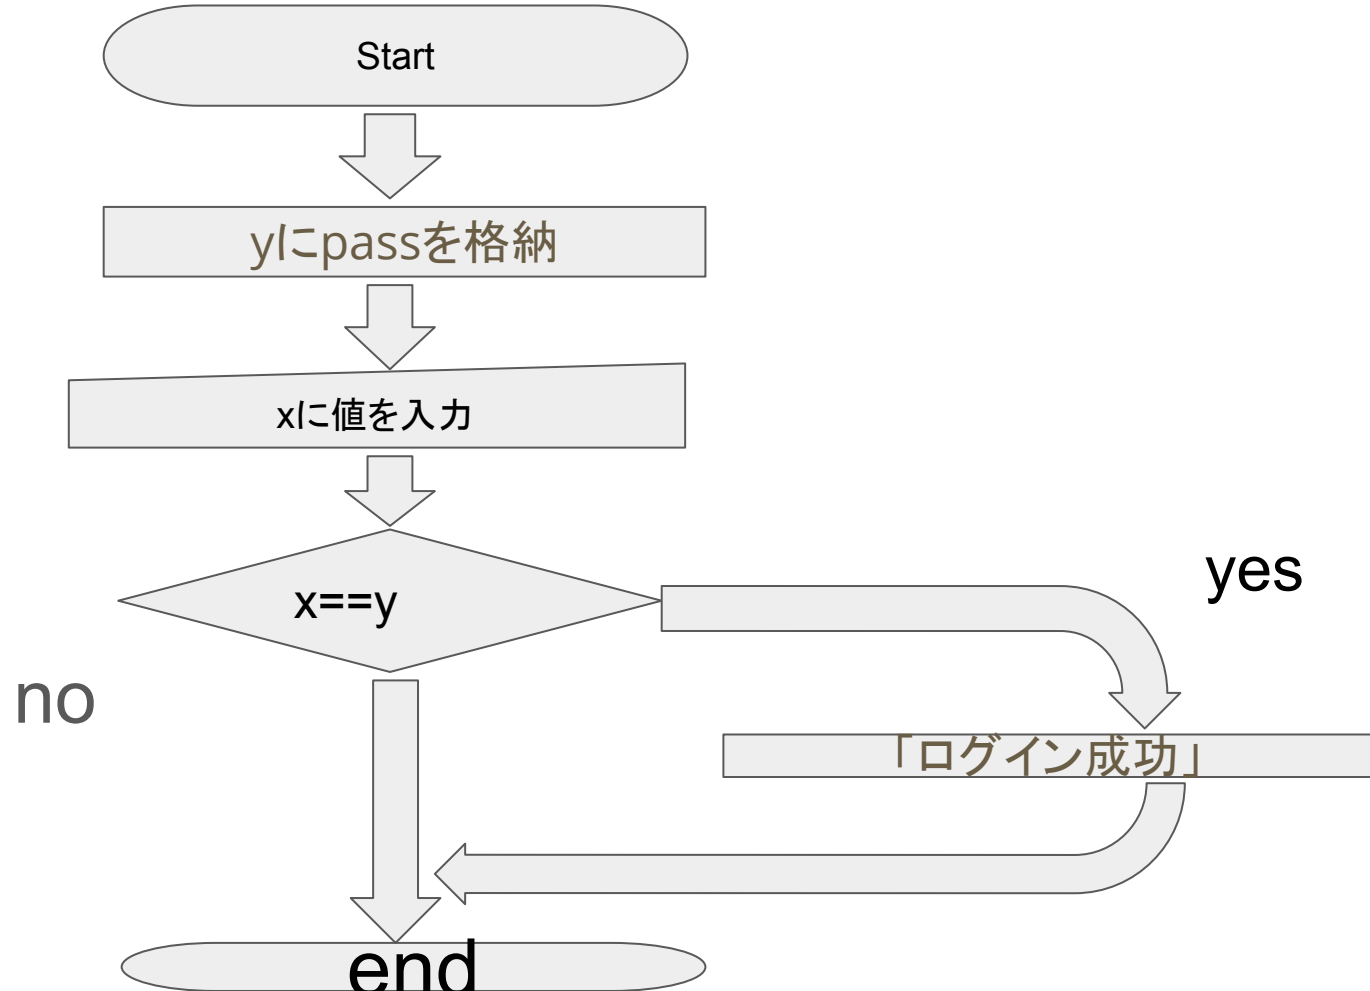 Start
yにpassを格納
xに値を入力
x==y
yes
no
「ログイン成功」
end